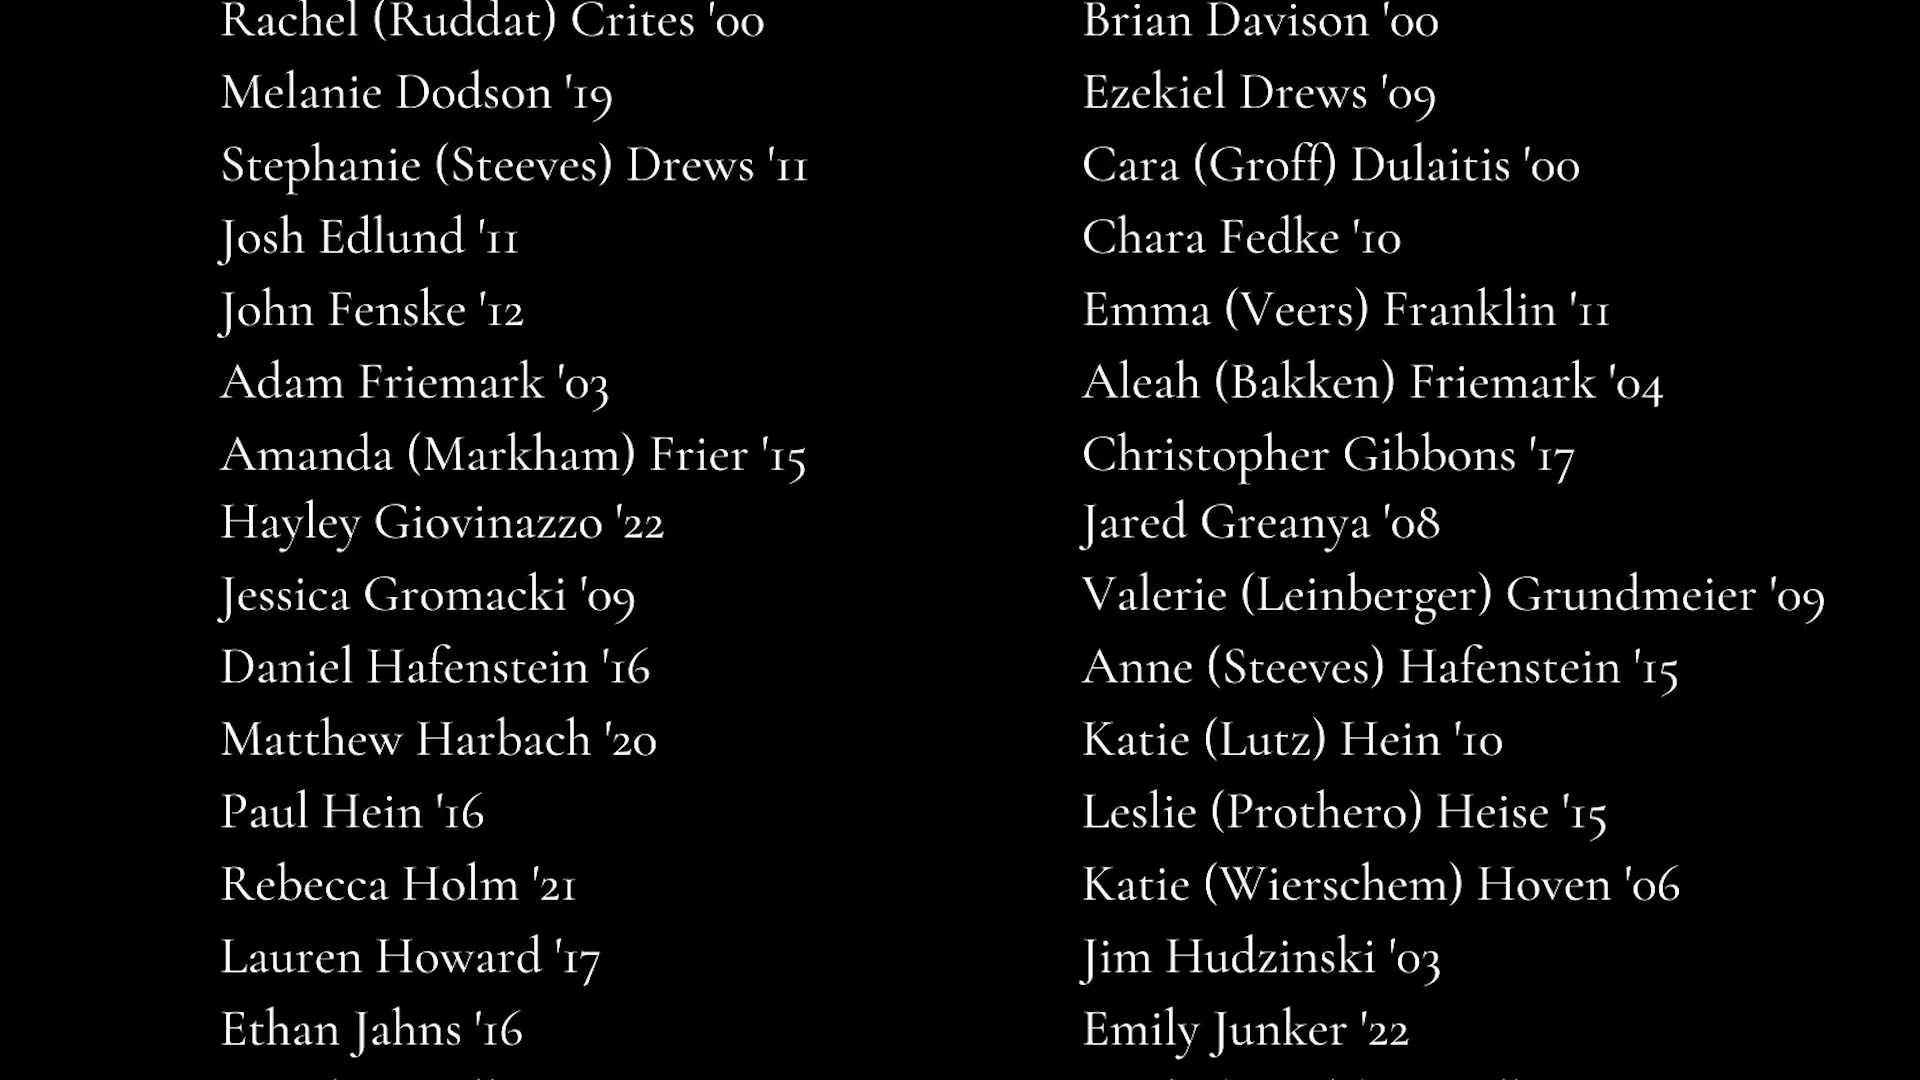 Rachel (Ruddat) Crites '00
Brian Davison '00
Melanie Dodson '19
Ezekiel Drews '09
Stephanie (Steeves) Drews '11
Cara (Groff) Dulaitis '00
Josh Edlund '11
Chara Fedke '10
John Fenske '12
Emma (Veers) Franklin '11
Adam Friemark '03
Aleah (Bakken) Friemark '04
Amanda (Markham) Frier '15
Christopher Gibbons '17
Hayley Giovinazzo '22
Jared Greanya '08
Jessica Gromacki '09
Valerie (Leinberger) Grundmeier '09
Daniel Hafenstein '16
Anne (Steeves) Hafenstein '15
Matthew Harbach '20
Katie (Lutz) Hein '10
Paul Hein '16
Leslie (Prothero) Heise '15
Rebecca Holm '21
Katie (Wierschem) Hoven '06
Lauren Howard '17
Jim Hudzinski '03
Ethan Jahns '16
Emily Junker '22